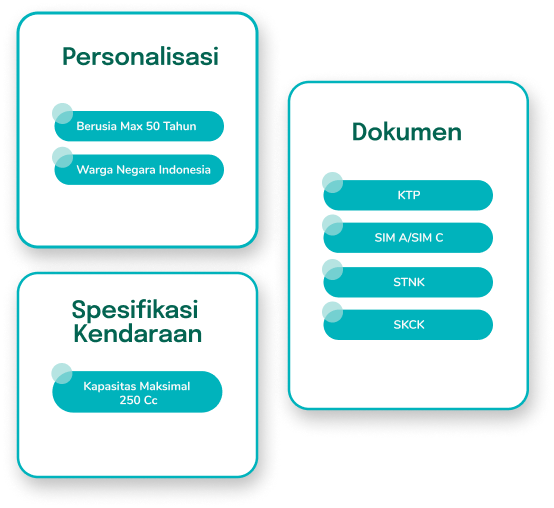 Personalisasi
Berusia Max 50 Tahun
Warga Negara Indonesia
Spesifikasi
Kendaraan
Kapasitas Maksimal
250 Cc
Dokumen
KTP
SIM A/SIM C
STNK
SKCK